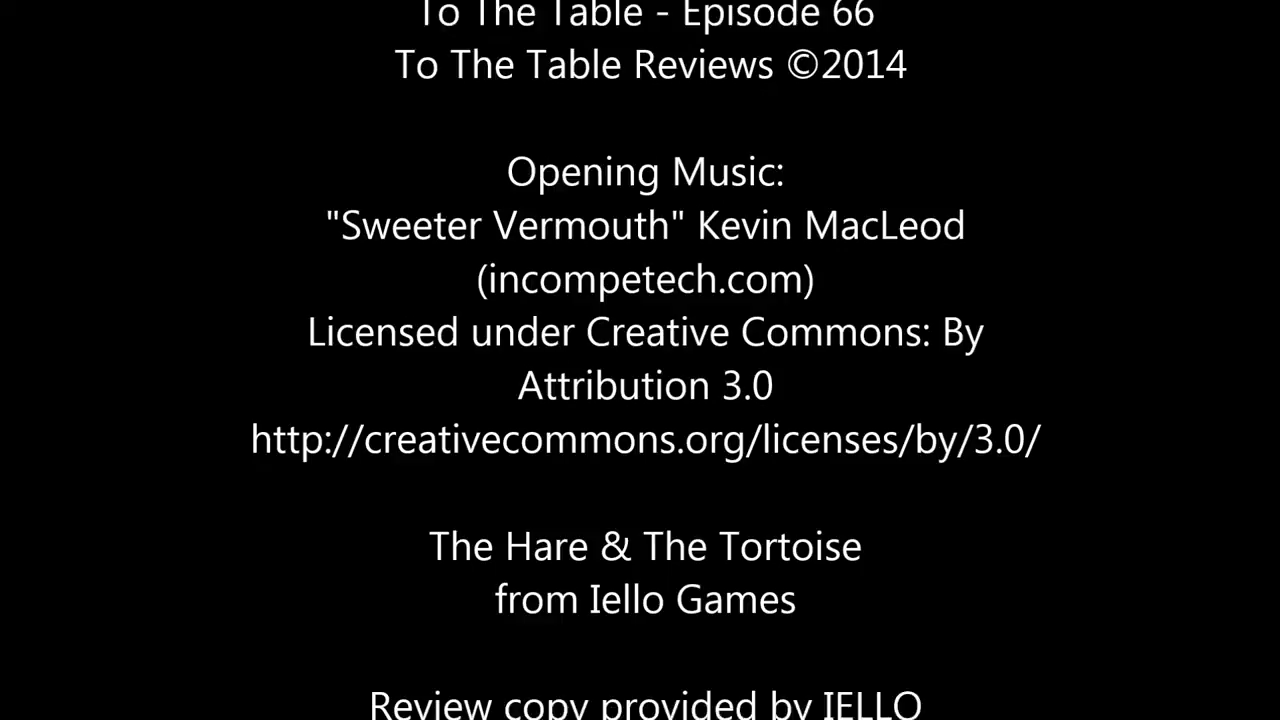 To The Table - Episode 66
To The Table Reviews ©2014
Opening Music:
"Sweeter Vermouth" Kevin MacLeod
(incompetech.com)
Licensed under Creative Commons: By
Attribution 3.0
http://creativecommons.org/licenses/by/3.0/
The Hare & The Tortoise
from Iello Games
Review copy provided by IELLO